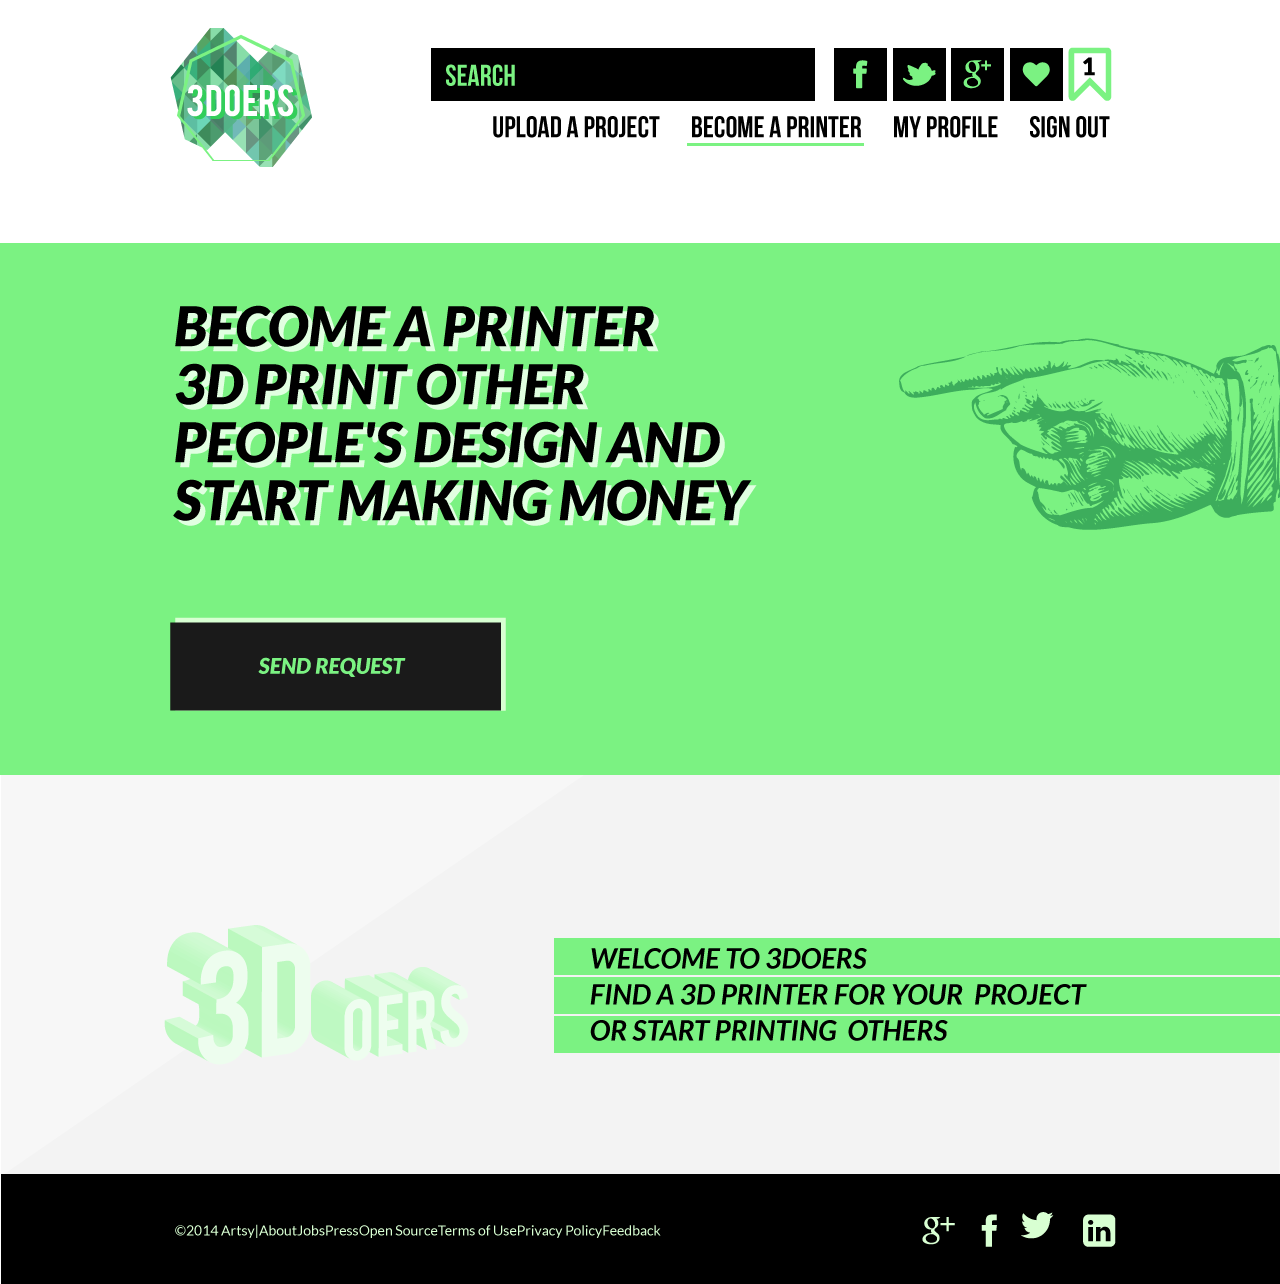 3DOERS
SEARCH
f
g+
1
UPLOAD A PROJECT BECOME A PRINTER MY PROFILE SIGN OUT
BECOME A PRINTER
3D PRINT OTHER
PEOPLE'S DESIGN AND
START MAKING MONEY
SEND REQUEST
3DOERS
WELCOME TO 3DOERS
FIND A 3D PRINTER FOR YOUR PROJECT
OR START PRINTING OTHERS
©2014 Artsy|AboutJobsPressOpen SourceTerms of UsePrivacy PolicyFeedback
g+ f in